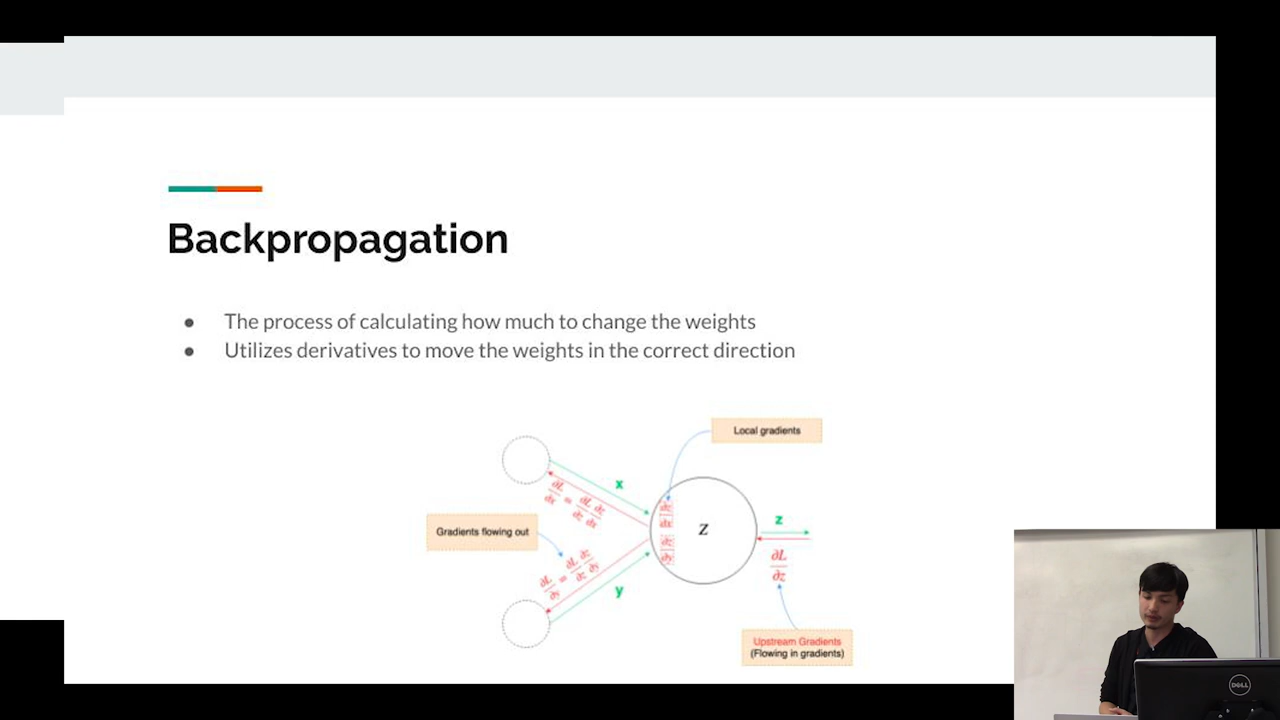 Backpropagation
● The process of calculating how much to change the weights
● Utilizes derivatives to move the weights in the correct direction
Local gradients
x
∂L/∂x = ∂L/∂z ∂z/∂x
∂z/∂x
Gradients flowing out
z
z
∂z/∂y
∂L/∂y = ∂L/∂z ∂z/∂y
∂L/∂z
y
Upstream Gradients
(Flowing in gradients)
DELL